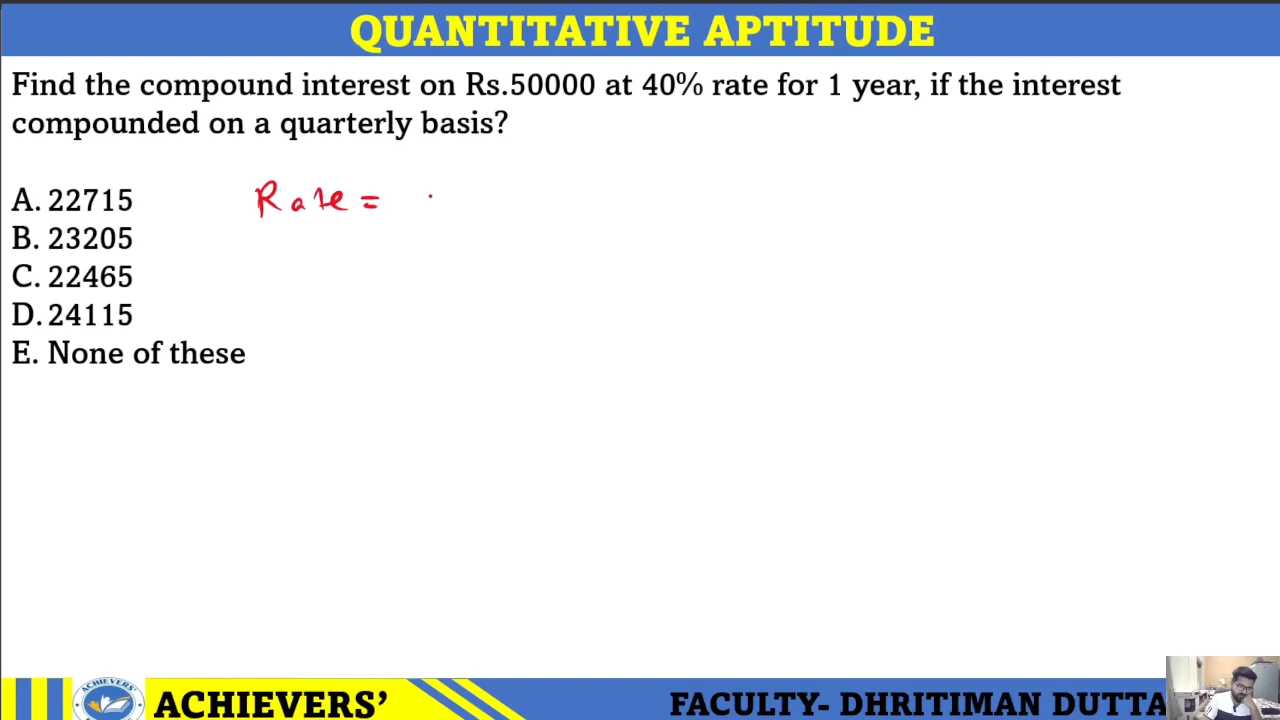 QUANTITATIVE APTITUDE
Find the compound interest on Rs.50000 at 40% rate for 1 year, if the interest
compounded on a quarterly basis?
A. 22715
Rate =
B. 23205
C. 22465
D. 24115
E. None of these
ACHIEVERS'
ACHIEVERS’
FACULTY- DHRITIMAN DUTTA